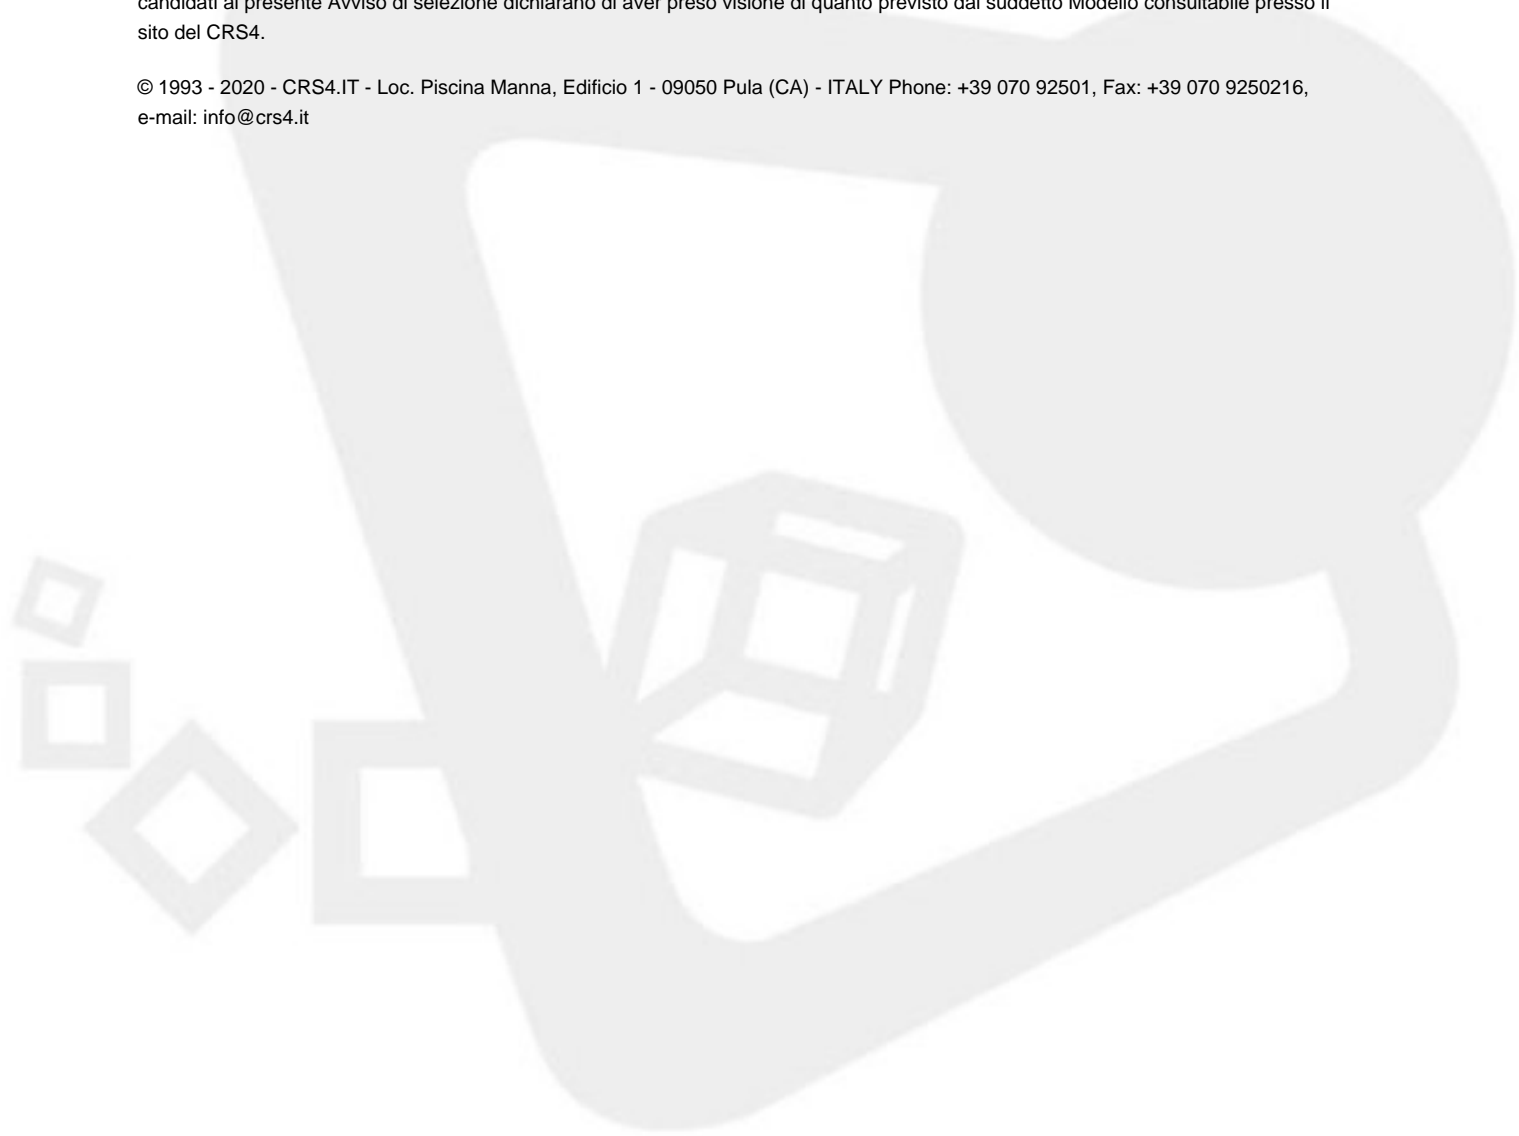 candidati al presente Avviso di selezione dichiarano di aver preso visione di quanto previsto dal suddetto Modello consultabile presso il
sito del CRS4.
© 1993 - 2020 - CRS4.IT - Loc. Piscina Manna, Edificio 1 - 09050 Pula (CA) - ITALY Phone: +39 070 92501, Fax: +39 070 9250216,
e-mail: info@crs4.it